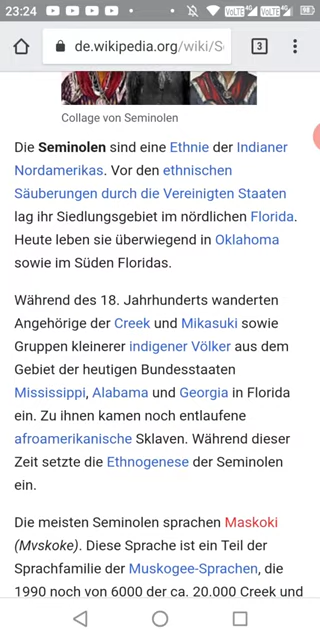 23:24
VoLTE 4G VoLTE 4G 98
de.wikipedia.org/wiki/S
3
Collage von Seminolen
Die Seminolen sind eine Ethnie der Indianer
Nordamerikas. Vor den ethnischen
Säuberungen durch die Vereinigten Staaten
lag ihr Siedlungsgebiet im nördlichen Florida.
Heute leben sie überwiegend in Oklahoma
sowie im Süden Floridas.
Während des 18. Jahrhunderts wanderten
Angehörige der Creek und Mikasuki sowie
Gruppen kleinerer indigener Völker aus dem
Gebiet der heutigen Bundesstaaten
Mississippi, Alabama und Georgia in Florida
ein. Zu ihnen kamen noch entlaufene
afroamerikanische Sklaven. Während dieser
Zeit setzte die Ethnogenese der Seminolen
ein.
Die meisten Seminolen sprachen Maskoki
(Mvskoke). Diese Sprache ist ein Teil der
Sprachfamilie der Muskogee-Sprachen, die
1990 noch von 6000 der ca. 20.000 Creek und